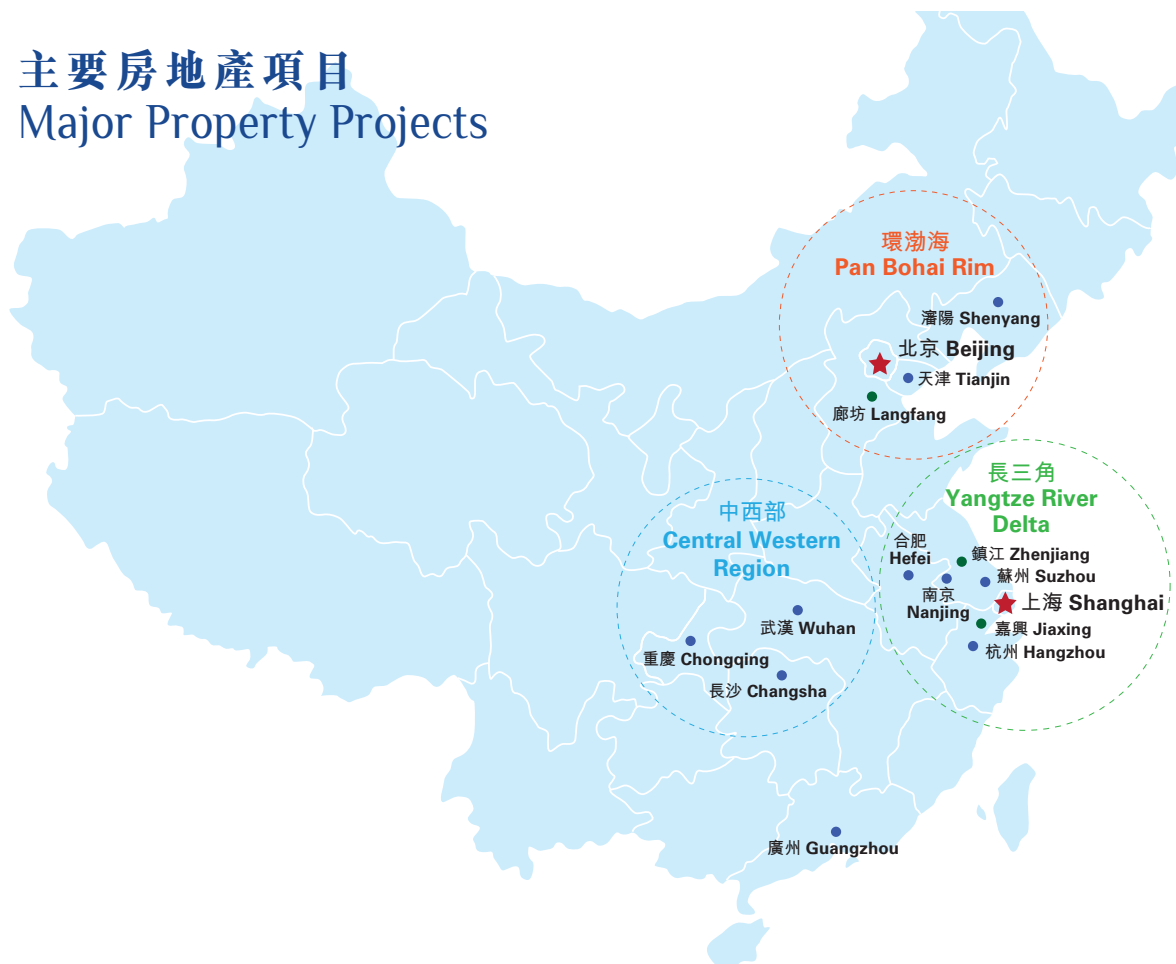 主要房地產項目
Major Property Projects
環渤海
Pan Bohai Rim
瀋陽 Shenyang
北京 Beijing
天津 Tianjin
廊坊 Langfang
長三角
Yangtze River
Delta
合肥
Hefei
鎮江 Zhenjiang
蘇州 Suzhou
南京
Nanjing
上海 Shanghai
嘉興 Jiaxing
杭州 Hangzhou
中西部
Central Western
Region
武漢 Wuhan
重慶 Chongqing
長沙 Changsha
廣州 Guangzhou